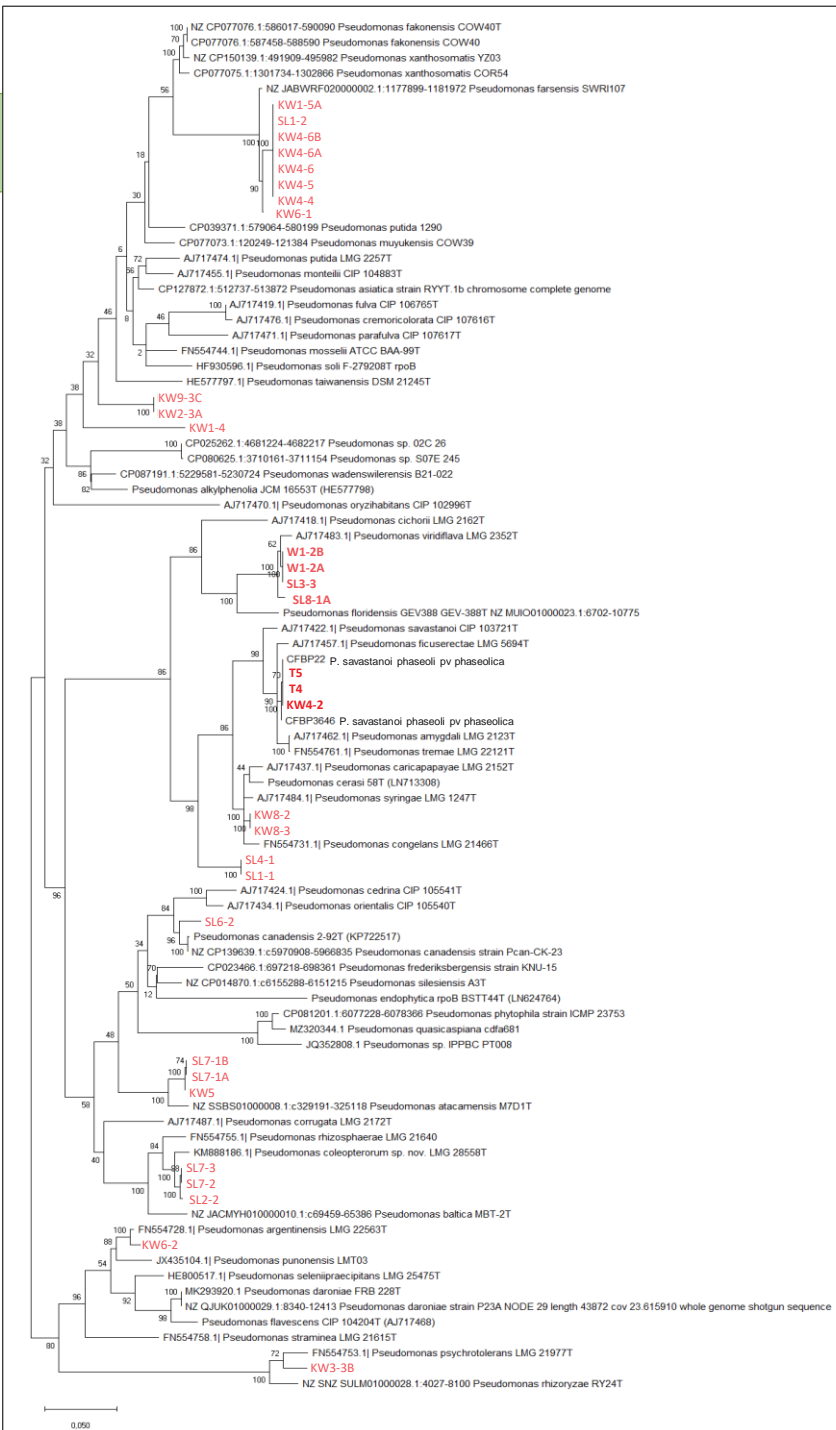 100
NZ CP077076.1:586017-590090 Pseudomonas fakonensis COW40T
70
CP077076.1:587458-588590 Pseudomonas fakonensis COW40
100
NZ CP150139.1:491909-495982 Pseudomonas xanthosomatis YZ03
CP077075.1:1301734-1302866 Pseudomonas xanthosomatis COR54
56
NZ JABWRF020000002.1:1177899-1181972 Pseudomonas farsensis SWRI107
KW1-5A
SL1-2
KW4-6B
100
100
KW4-6A
18
KW4-6
KW4-5
90
KW4-4
30
KW6-1
CP039371.1:579064-580199 Pseudomonas putida 1290
CP077073.1:120249-121384 Pseudomonas muyukensis COW39
6
72
AJ717474.1| Pseudomonas putida LMG 2257T
56
AJ717455.1| Pseudomonas monteilii CIP 104883T
CP127872.1:512737-513872 Pseudomonas asiatica strain RYYT.1b chromosome complete genome
100
AJ717419.1| Pseudomonas fulva CIP 106765T
46
8
46
AJ717476.1| Pseudomonas cremoricolorata CIP 107616T
AJ717471.1| Pseudomonas parafulva CIP 107617T
2
FN554744.1| Pseudomonas mosselii ATCC BAA-99T
32
HF930596.1| Pseudomonas soli F-279208T rpoB
HE577797.1| Pseudomonas taiwanensis DSM 21245T
38
KW9-3C
100
KW2-3A
38
KW1-4
100
CP025262.1:4681224-4682217 Pseudomonas sp. 02C 26
32
CP080625.1:3710161-3711154 Pseudomonas sp. S07E 245
86
CP087191.1:5229581-5230724 Pseudomonas wadenswilerensis B21-022
82
Pseudomonas alkylphenolia JCM 16553T (HE577798)
AJ717470.1| Pseudomonas oryzihabitans CIP 102996T
AJ717418.1| Pseudomonas cichorii LMG 2162T
AJ717483.1| Pseudomonas viridiflava LMG 2352T
86
62
W1-2B
100
W1-2A
100
SL3-3
100
SL8-1A
Pseudomonas floridensis GEV388 GEV-388T NZ MUIO01000023.1:6702-10775
AJ717422.1| Pseudomonas savastanoi CIP 103721T
98
AJ717457.1| Pseudomonas ficuserectae LMG 5694T
CFBP22 P. savastanoi phaseoli pv phaseolica
86
70
T5
T4
90
100
KW4-2
CFBP3646 P. savastanoi phaseoli pv phaseolica
86
AJ717462.1| Pseudomonas amygdali LMG 2123T
100
FN554761.1| Pseudomonas tremae LMG 22121T
44
AJ717437.1| Pseudomonas caricapapayae LMG 2152T
Pseudomonas cerasi 58T (LN713308)
98
AJ717484.1| Pseudomonas syringae LMG 1247T
100
KW8-2
100
KW8-3
FN554731.1| Pseudomonas congelans LMG 21466T
SL4-1
100
SL1-1
96
100
AJ717424.1| Pseudomonas cedrina CIP 105541T
84
AJ717434.1| Pseudomonas orientalis CIP 105540T
SL6-2
96
Pseudomonas canadensis 2-92T (KP722517)
34
100
NZ CP139639.1:c5970908-5966835 Pseudomonas canadensis strain Pcan-CK-23
70
CP023466.1:697218-698361 Pseudomonas frederiksbergensis strain KNU-15
50
12
NZ CP014870.1:c6155288-6151215 Pseudomonas silesiensis A3T
Pseudomonas endophytica rpoB BSTT44T (LN624764)
100
CP081201.1:6077228-6078366 Pseudomonas phytophila strain ICMP 23753
100
MZ320344.1 Pseudomonas quasicaspiana cdfa681
48
JQ352808.1 Pseudomonas sp. IPPBC PT008
74
SL7-1B
100
SL7-1A
KW5
100
NZ SSBS01000008.1:c329191-325118 Pseudomonas atacamensis M7D1T
58
AJ717487.1| Pseudomonas corrugata LMG 2172T
84
FN554755.1| Pseudomonas rhizosphaerae LMG 21640
40
KM888186.1| Pseudomonas coleopterorum sp. nov. LMG 28558T
100
88
SL7-3
100
SL7-2
100
SL2-2
NZ JACMYH010000010.1:c69459-65386 Pseudomonas baltica MBT-2T
100
FN554728.1| Pseudomonas argentinensis LMG 22563T
88
KW6-2
54
JX435104.1| Pseudomonas punonensis LMT03
HE800517.1| Pseudomonas seleniipraecipitans LMG 25475T
96
92
100
MK293920.1 Pseudomonas daroniae FRB 228T
NZ QJUK01000029.1:8340-12413 Pseudomonas daroniae strain P23A NODE 29 length 43872 cov 23.615910 whole genome shotgun sequence
98
Pseudomonas flavescens CIP 104204T (AJ717468)
80
FN554758.1| Pseudomonas straminea LMG 21615T
72
FN554753.1| Pseudomonas psychrotolerans LMG 21977T
KW3-3B
100
NZ SNZ SULM01000028.1:4027-8100 Pseudomonas rhizoryzae RY24T
0,050